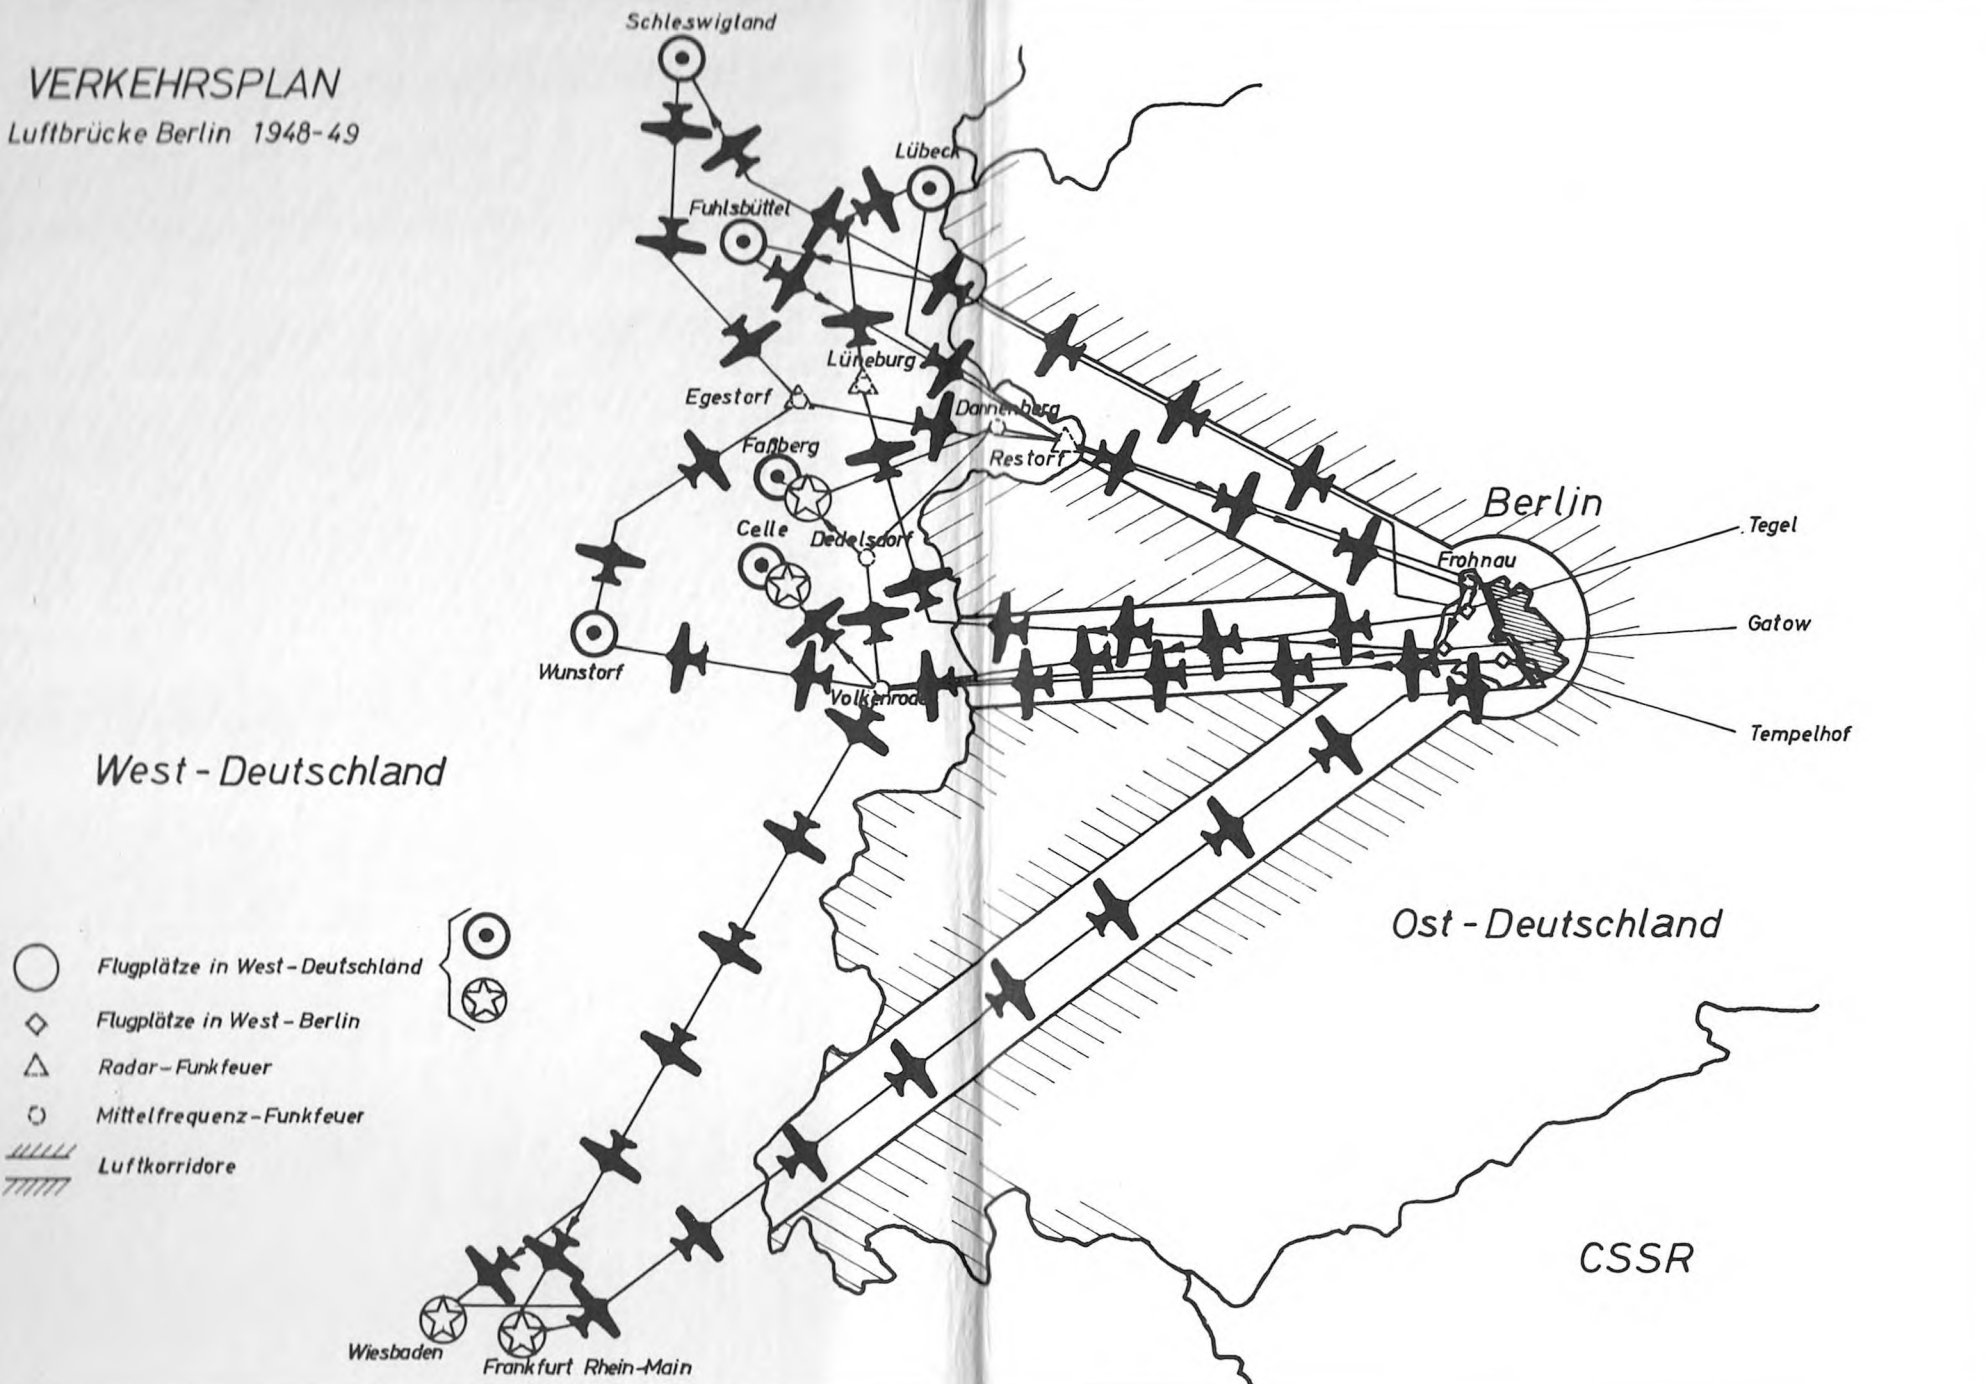 VERKEHRSPLAN
Luftbrücke Berlin 1948-49
Schleswigland
Lübeck
Fuhlsbüttel
Lüneburg
Egestorf
Dannenberg
Faßberg
Restorf
Celle
Dedelsdorf
Wunstorf
Volkenrode
Berlin
Tegel
Frohnau
Gatow
Tempelhof
West-Deutschland
Ost-Deutschland
CSSR
Flugplätze in West-Deutschland
Flugplätze in West-Berlin
Radar-Funkfeuer
Mittelfrequenz-Funkfeuer
Luftkorridore
Wiesbaden
Frankfurt Rhein-Main